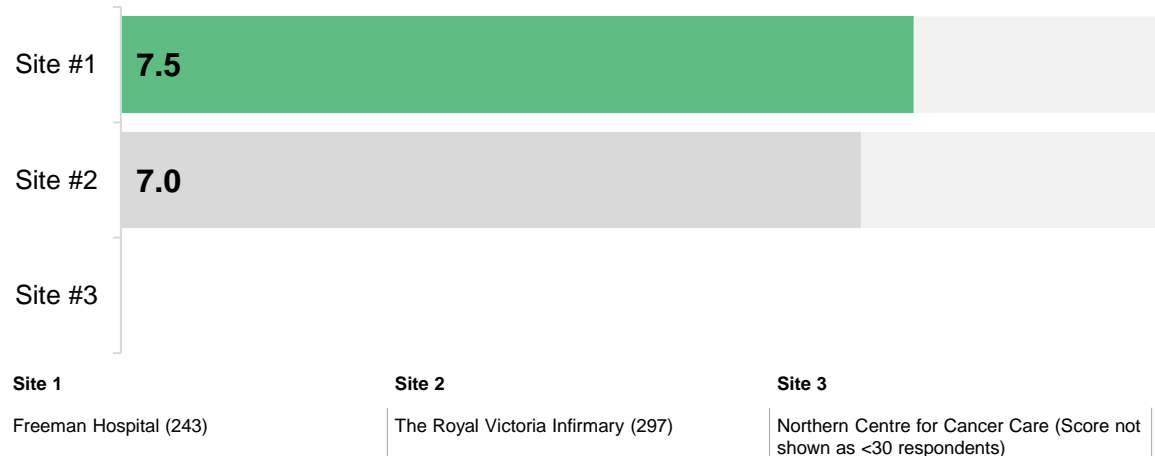 Site #1
7.5
Site #2
7.0
Site #3
Site 1
Site 2
Site 3
Freeman Hospital (243)
The Royal Victoria Infirmary (297)
Northern Centre for Cancer Care (Score not
shown as <30 respondents)